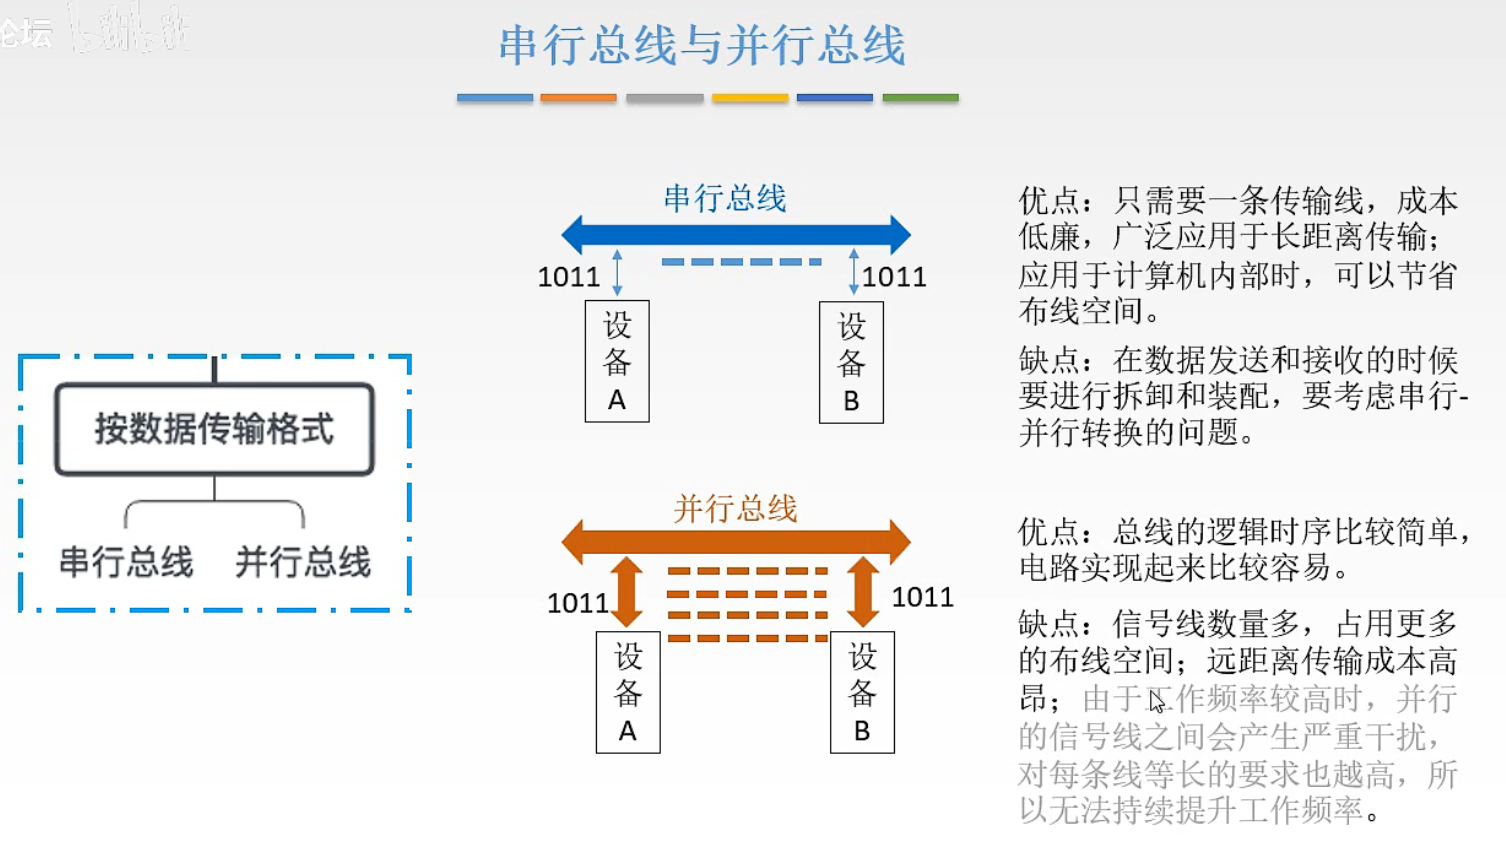 论坛 bilibili
串行总线与并行总线
串行总线
1011
1011
设
备
A
设
备
B
优点：只需要一条传输线，成本
低廉，广泛应用于长距离传输；
应用于计算机内部时，可以节省
布线空间。
缺点：在数据发送和接收的时候
要进行拆卸和装配，要考虑串行-
并行转换的问题。
按数据传输格式
串行总线 并行总线
并行总线
1011
1011
设
备
A
设
备
B
优点：总线的逻辑时序比较简单，
电路实现起来比较容易。
缺点：信号线数量多，占用更多
的布线空间；远距离传输成本高
昂；由于工作频率较高时，并行
的信号线之间会产生严重干扰，
对每条线等长的要求也越高，所
以无法持续提升工作频率。